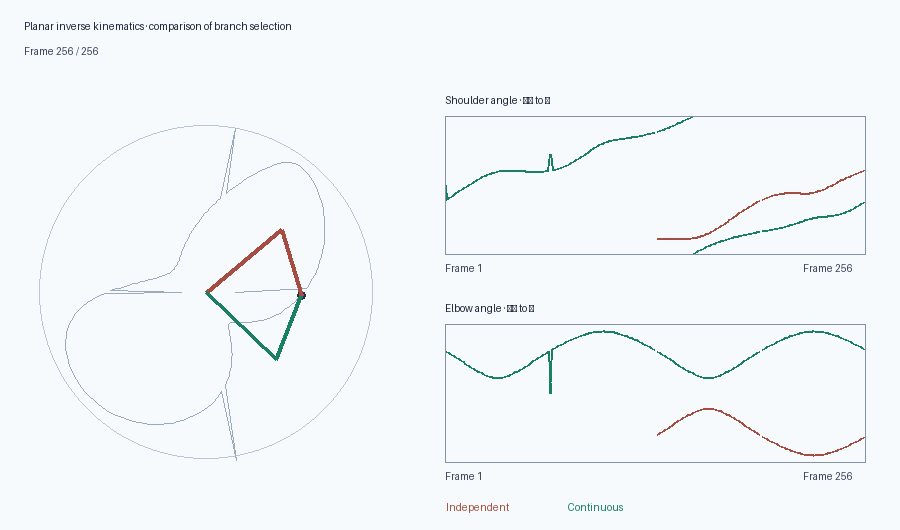 Planar inverse kinematics · comparison of branch selection
Frame 256 / 256
Shoulder angle · to
Frame 1 Frame 256
Elbow angle · to
Frame 1 Frame 256
Independent Continuous